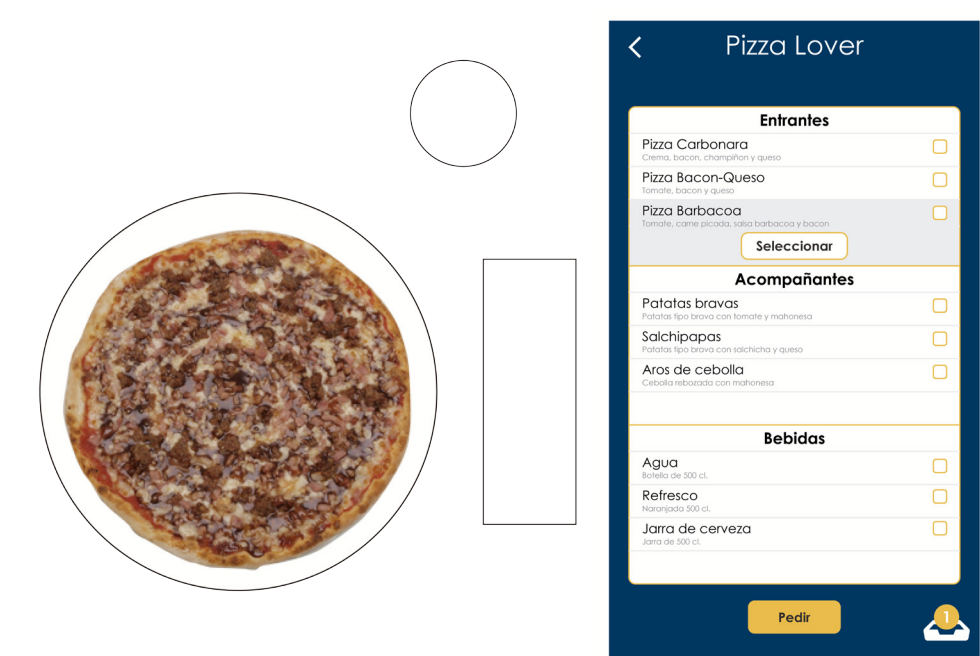 Pizza Lover
Entrantes
Pizza Carbonara
Crema, bacon, champiñon y queso
Pizza Bacon-Queso
Tomate, bacon y queso
Pizza Barbacoa
Tomate, carne picada, salsa barbacoa y bacon
Seleccionar
Acompañantes
Patatas bravas
Patatas tipo brava con tomate y mahonesa
Salchipapas
Patatas tipo brava con salchicha y queso
Aros de cebolla
Cebolla rebozada con mahonesa
Bebidas
Agua
Botella de 500 cl.
Refresco
Naranjada 500 cl.
Jarra de cerveza
Jarra de 500 cl.
Pedir
1